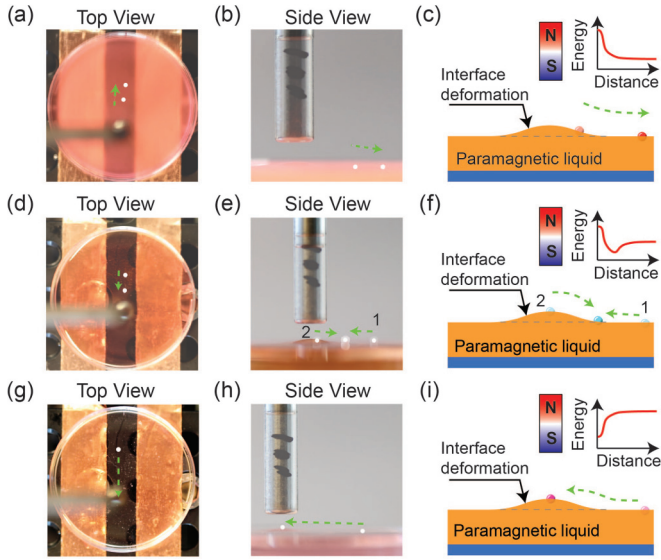 (a) Top View
(b) Side View
(c)
N
S
Energy
Distance
Interface
deformation
Paramagnetic liquid
(d) Top View
(e) Side View
2 1
(f)
N
S
Energy
Distance
Interface
deformation
2 1
Paramagnetic liquid
(g) Top View
(h) Side View
(i)
N
S
Energy
Distance
Interface
deformation
Paramagnetic liquid